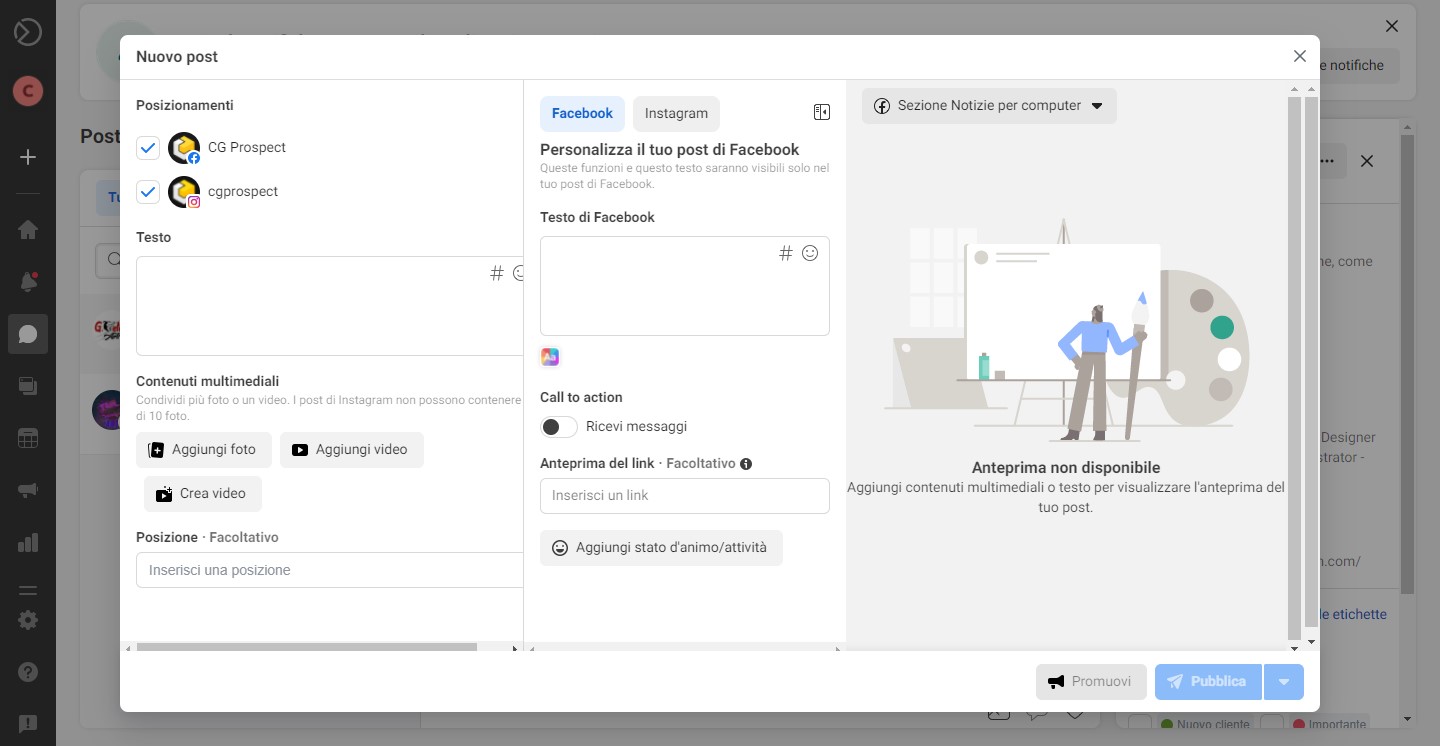 Nuovo post
e notifiche
Post
C
Posizionamenti
CG Prospect
cgprospect
Testo
#
Contenuti multimediali
Condividi più foto o un video. I post di Instagram non possono contenere
di 10 foto.
Aggiungi foto
Aggiungi video
Crea video
Posizione · Facoltativo
Inserisci una posizione
Facebook
Instagram
Personalizza il tuo post di Facebook
Queste funzioni e questo testo saranno visibili solo nel
tuo post di Facebook.
Testo di Facebook
#
Aa
Call to action
Ricevi messaggi
Anteprima del link · Facoltativo
Inserisci un link
Aggiungi stato d'animo/attività
Sezione Notizie per computer
Anteprima non disponibile
Aggiungi contenuti multimediali o testo per visualizzare l'anteprima del
tuo post.
, come
Designer
strator -
n.com/
le etichette
Promuovi
Pubblica
Nuovo cliente
Importante